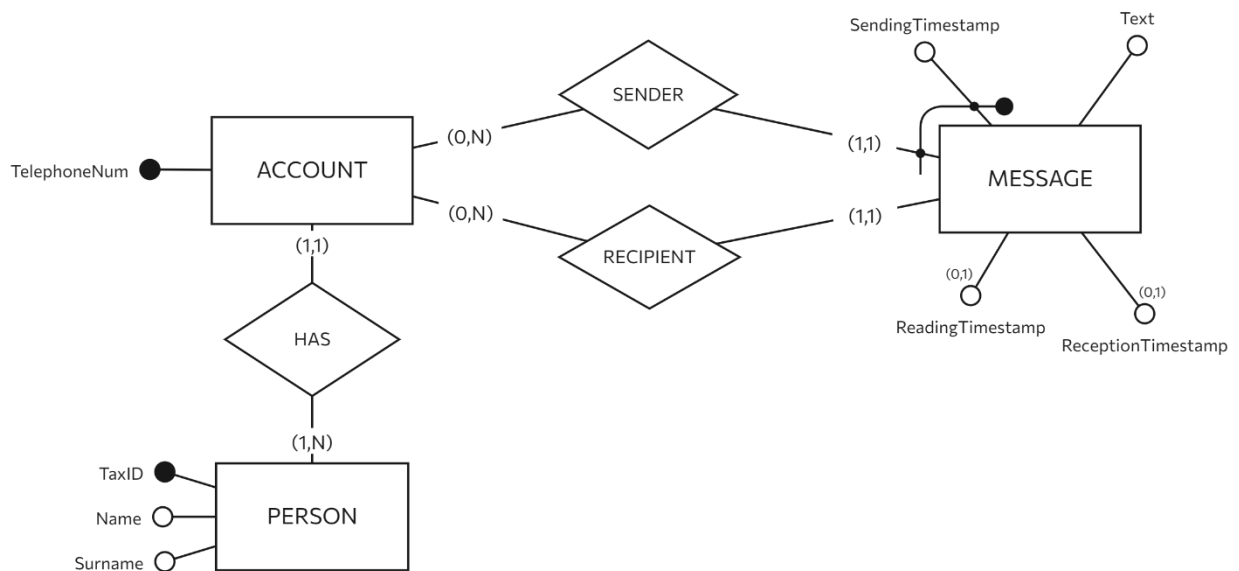 SendingTimestamp
Text
SENDER
(0,N)
(1,1)
TelephoneNum
ACCOUNT
MESSAGE
(0,N)
(1,1)
(1,1)
RECIPIENT
(0,1)
(0,1)
ReadingTimestamp
ReceptionTimestamp
HAS
(1,N)
TaxID
Name
PERSON
Surname